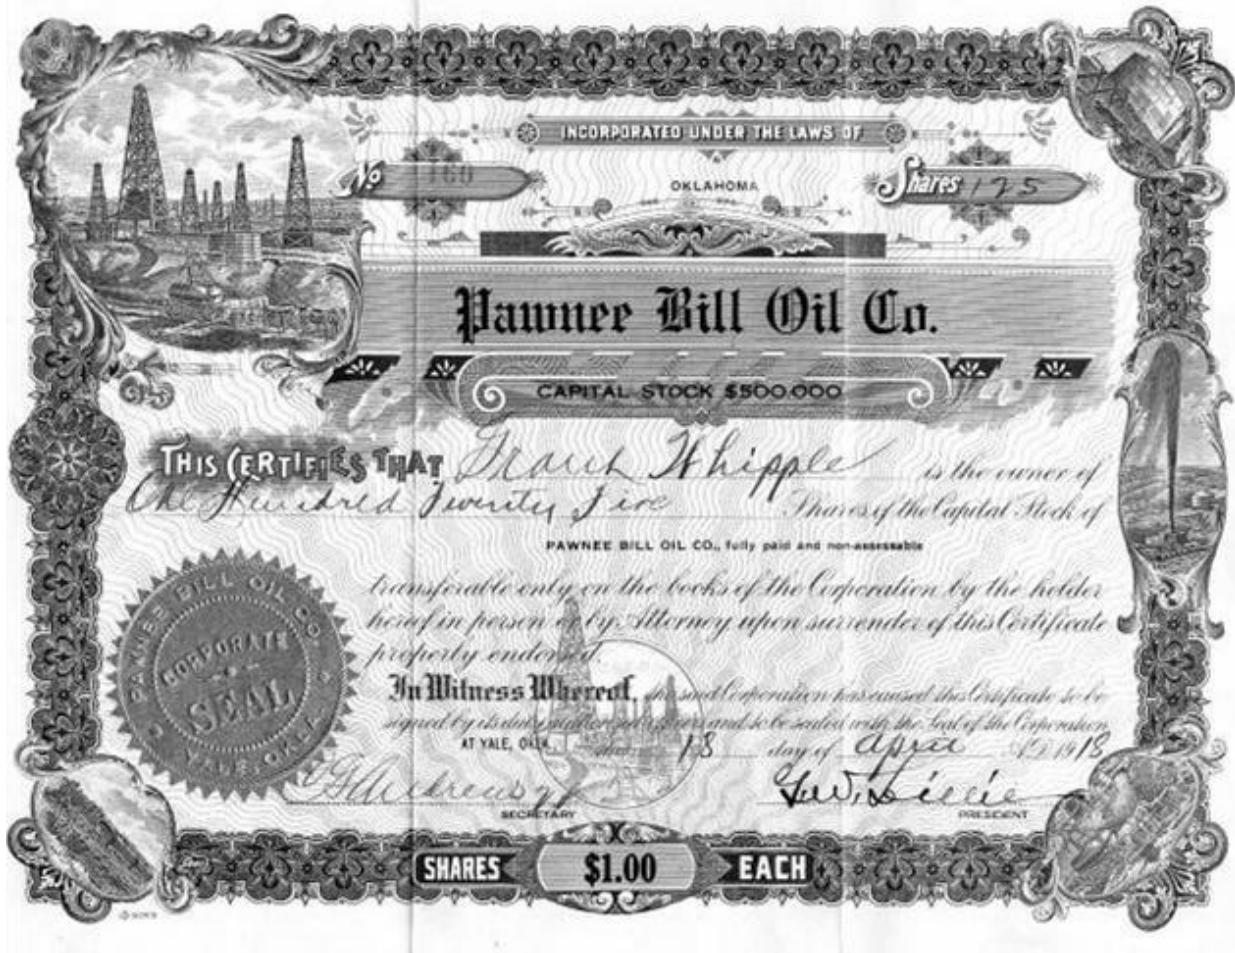 INCORPORATED UNDER THE LAWS OF
No 160
OKLAHOMA
Shares 125
Pawnee Bill Oil Co.
CAPITAL STOCK $500.000
THIS CERTIFIES THAT Frank Whipple is the owner of
One Hundred Twenty Five Shares of the Capital Stock of
PAWNEE BILL OIL CO., fully paid and non-assessable
transferable only on the books of the Corporation by the holder
hereof in person or by Attorney upon surrender of this Certificate
properly endorsed.
In Witness Whereof, the said Corporation has caused this Certificate to be
signed by its duly authorized officers and to be sealed with the Seal of the Corporation
AT YALE, OKLA. this 18 day of April A.D. 1918
G.W. Lillie
SECRETARY
PRESIDENT
PAWNEE BILL OIL CO.
CORPORATE
SEAL
YALE, OKLA.
SHARES $1.00 EACH